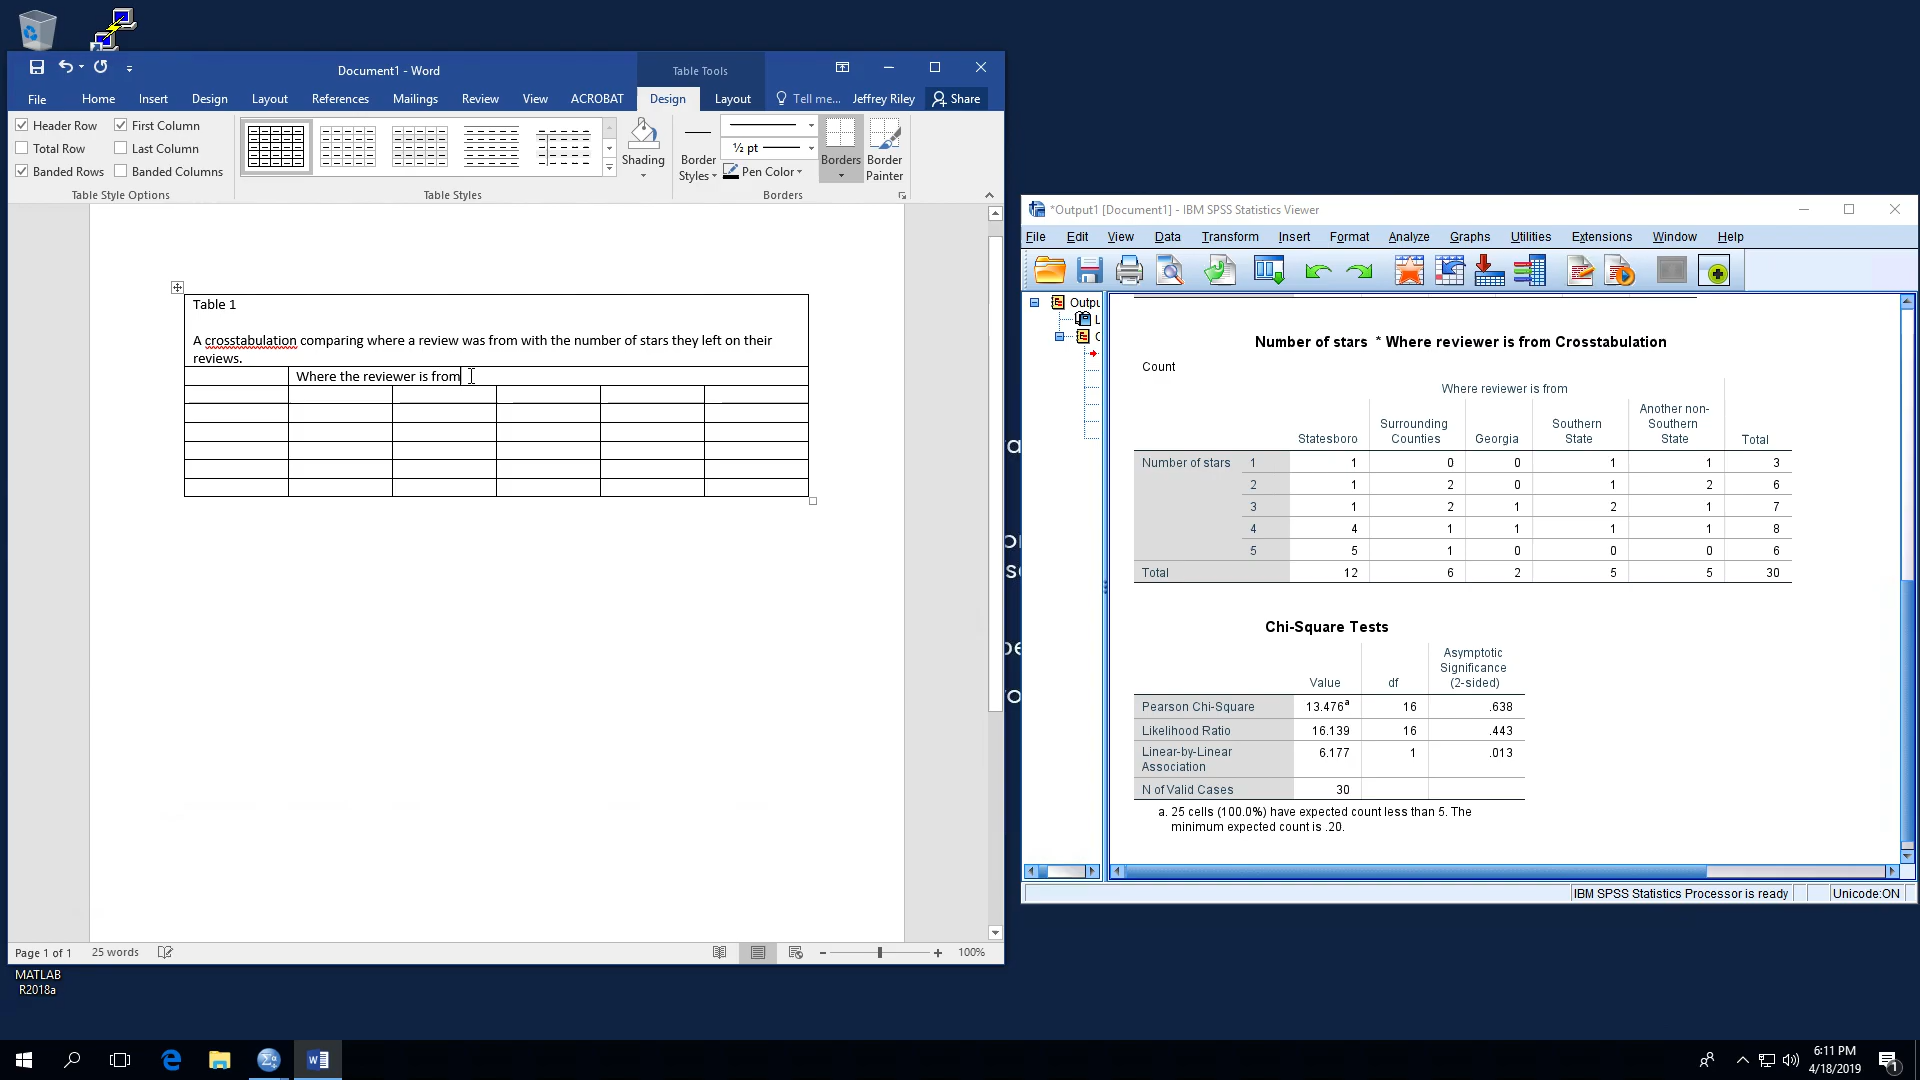 Document1 - Word
Table Tools
File Home Insert Design Layout References Mailings Review View ACROBAT Design Layout Tell me... Jeffrey Riley Share
Header Row First Column
Total Row Last Column
Banded Rows Banded Columns
Table Style Options
Table Styles
Shading
Border Styles
½ pt
Pen Color
Borders
Border Painter
Borders
Table 1
A crosstabulation comparing where a review was from with the number of stars they left on their
reviews.
Where the reviewer is from
Page 1 of 1 25 words
100%
MATLAB
R2018a
*Output1 [Document1] - IBM SPSS Statistics Viewer
File Edit View Data Transform Insert Format Analyze Graphs Utilities Extensions Window Help
Outpu
L
Number of stars * Where reviewer is from Crosstabulation
Count
Where reviewer is from
Statesboro
Surrounding
Counties
Georgia
Southern
State
Another non-
Southern
State
Total
Number of stars 1 1 0 0 1 1 3
2 1 2 0 1 2 6
3 1 2 1 2 1 7
4 4 1 1 1 1 8
5 5 1 0 0 0 6
Total 12 6 2 5 5 30
Chi-Square Tests
Value
df
Asymptotic
Significance
(2-sided)
Pearson Chi-Square 13.476a 16 .638
Likelihood Ratio 16.139 16 .443
Linear-by-Linear
Association 6.177 1 .013
N of Valid Cases 30
a. 25 cells (100.0%) have expected count less than 5. The
minimum expected count is .20.
IBM SPSS Statistics Processor is ready
Unicode:ON
6:11 PM
4/18/2019
1